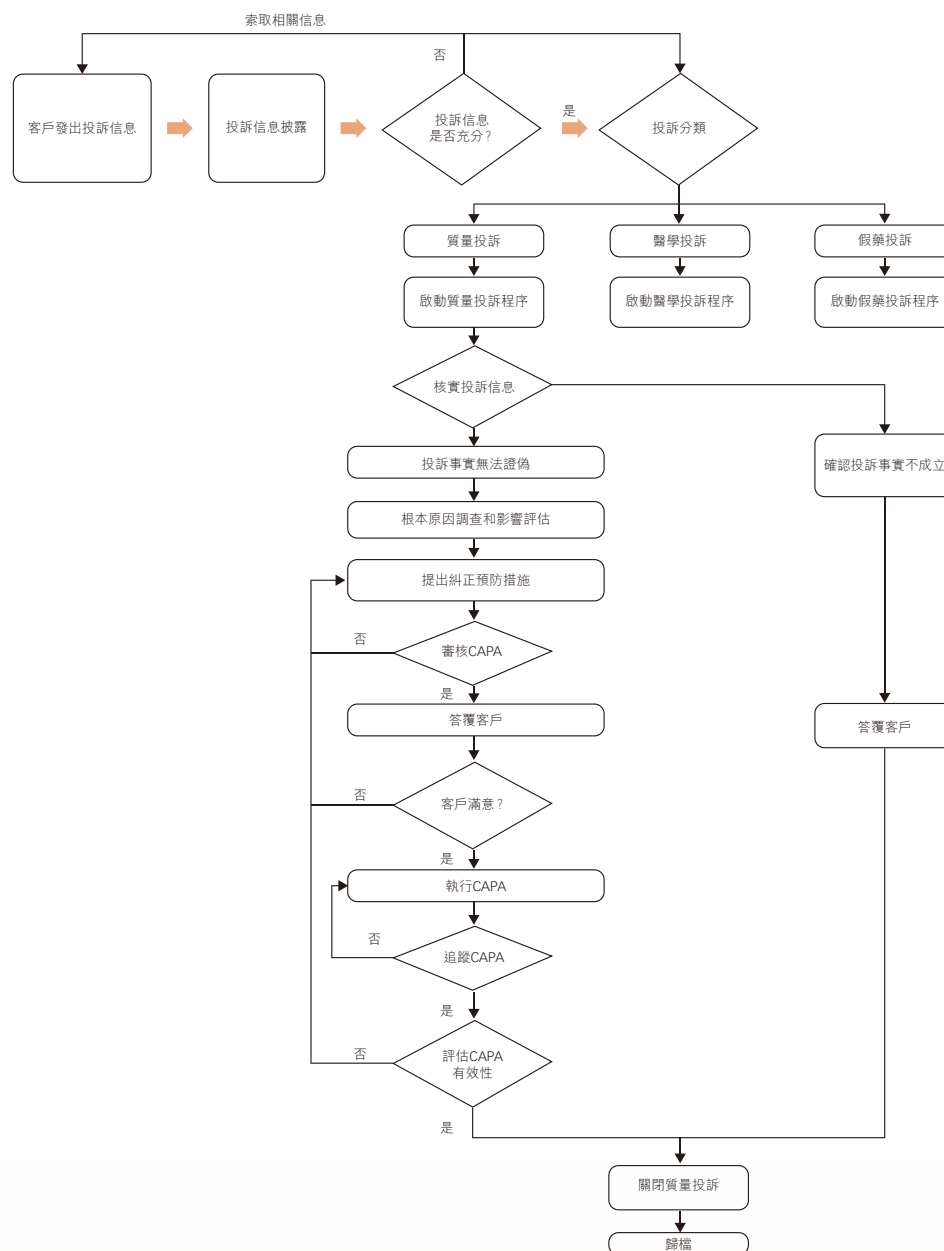 索取相關信息
否
客戶發出投訴信息
投訴信息披露
投訴信息
是否充分?
是
投訴分類
質量投訴
醫學投訴
假藥投訴
啟動質量投訴程序
啟動醫學投訴程序
啟動假藥投訴程序
核實投訴信息
投訴事實無法證偽
確認投訴事實不成立
根本原因調查和影響評估
提出糾正預防措施
否
審核CAPA
是
答覆客戶
答覆客戶
否
客戶滿意?
是
執行CAPA
否
追蹤CAPA
是
否
評估CAPA
有效性
是
關閉質量投訴
歸檔